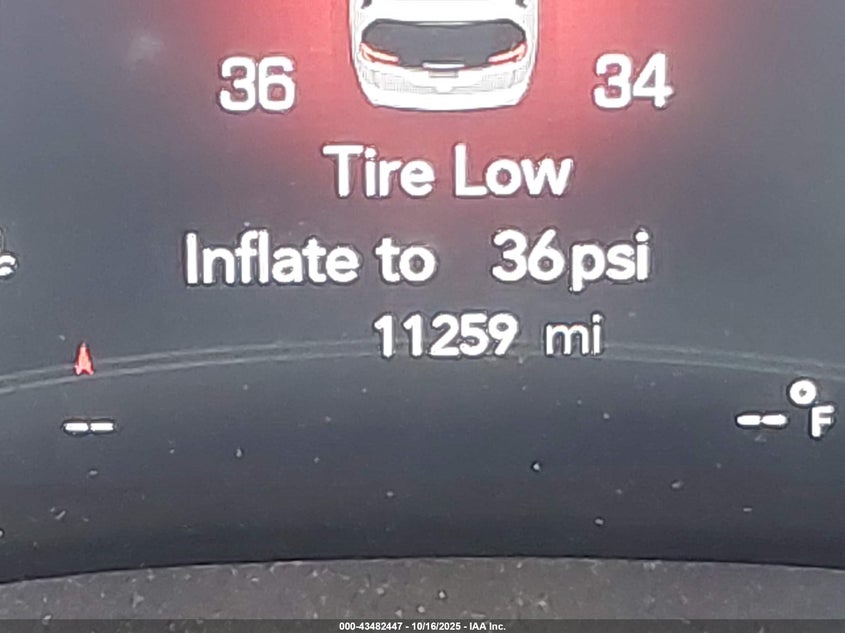 36 34
Tire Low
Inflate to 36psi
11259 mi
-- °F
--
000-43482447 - 10/16/2025 - IAA Inc.